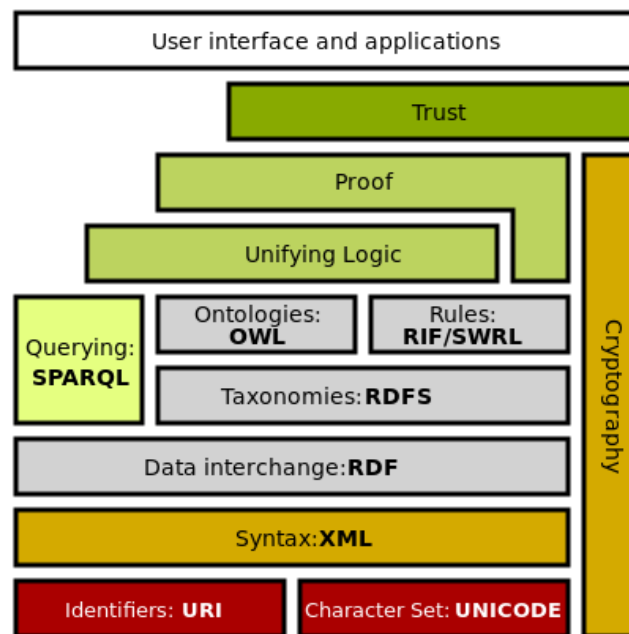 User interface and applications
Trust
Proof
Unifying Logic
Querying:
SPARQL
Ontologies:
OWL
Rules:
RIF/SWRL
Taxonomies:RDFS
Data interchange:RDF
Syntax:XML
Identifiers: URI
Character Set: UNICODE
Cryptography